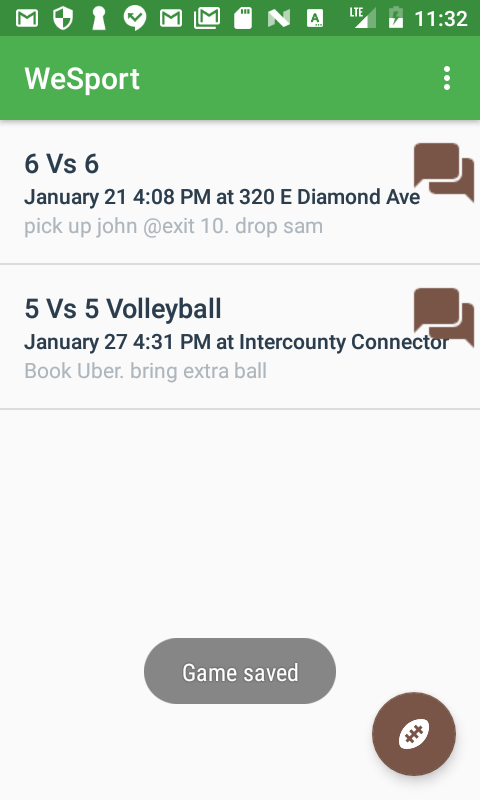 LTE 11:32
WeSport
6 Vs 6
January 21 4:08 PM at 320 E Diamond Ave
pick up john @exit 10. drop sam
5 Vs 5 Volleyball
January 27 4:31 PM at Intercounty Connector
Book Uber. bring extra ball
Game saved